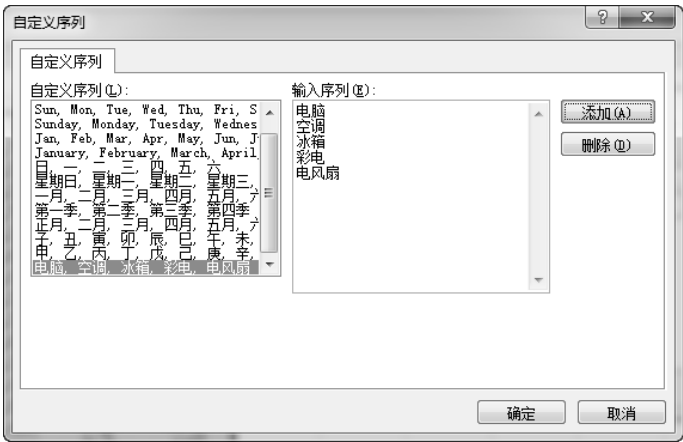 自定义序列
自定义序列
自定义序列(L):
Sun, Mon, Tue, Wed, Thu, Fri, S
Sunday, Monday, Tuesday, Wednes
Jan, Feb, Mar, Apr, May, Jun, J
January, February, March, April,
日, 一, 二, 三, 四, 五, 六
星期日, 星期一, 星期二, 星期三,
一月, 二月, 三月, 四月, 五月, 六
第一季, 第二季, 第三季, 第四季
正月, 二月, 三月, 四月, 五月, 六
子, 丑, 寅, 卯, 辰, 巳, 午, 未,
甲, 乙, 丙, 丁, 戊, 己, 庚, 辛,
电脑, 空调, 冰箱, 彩电, 电风扇
输入序列(E):
电脑
空调
冰箱
彩电
电风扇
添加(A)
删除(D)
确定
取消